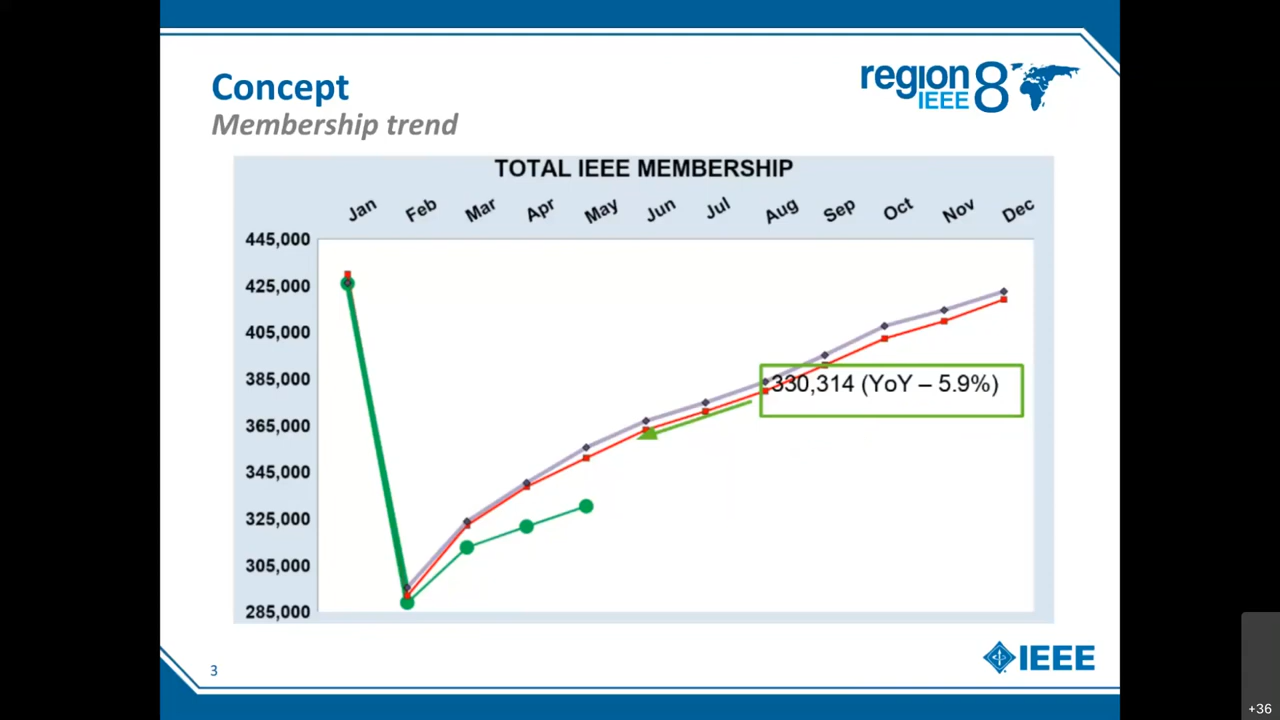 Concept
Membership trend
region 8
IEEE
TOTAL IEEE MEMBERSHIP
Jan Feb Mar Apr May Jun Jul Aug Sep Oct Nov Dec
445,000
425,000
405,000
385,000
330,314 (YoY – 5.9%)
365,000
345,000
325,000
305,000
285,000
3
IEEE
+36